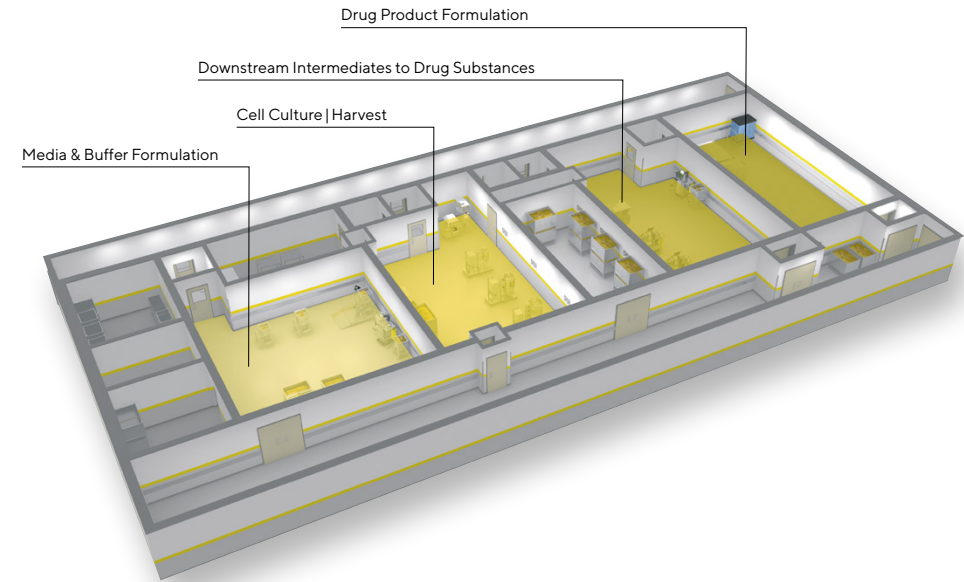 Drug Product Formulation
Downstream Intermediates to Drug Substances
Cell Culture | Harvest
Media & Buffer Formulation